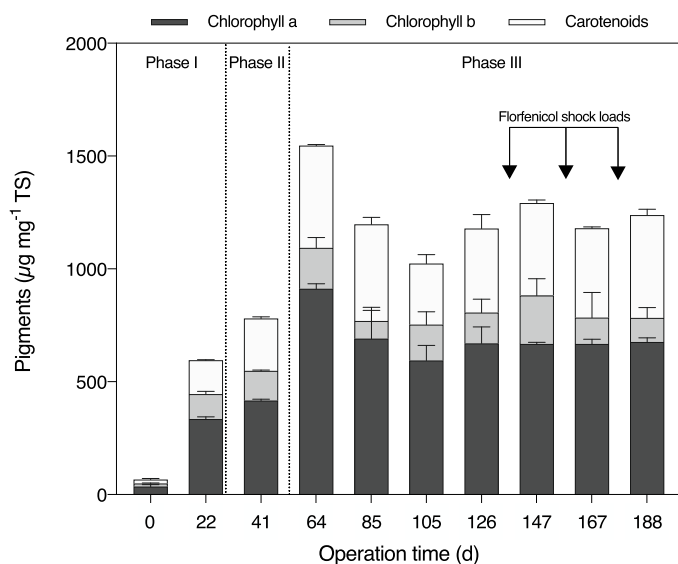 Chlorophyll a Chlorophyll b Carotenoids
2000
Phase I Phase II Phase III
Florfenicol shock loads
1500
1000
500
0
Pigments (µg mg⁻¹ TS)
0 22 41 64 85 105 126 147 167 188
Operation time (d)